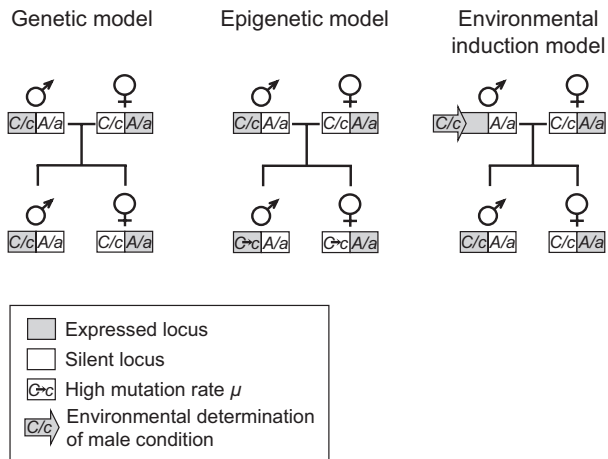 Genetic model
Epigenetic model
Environmental
induction model
♂ ♀ ♂ ♀ ♂ ♀
C/c A/a C/c A/a C/c A/a C/c A/a C/c A/a C/c A/a
♂ ♀ ♂ ♀ ♂ ♀
C/c A/a C/c A/a C→c A/a C→c A/a C/c A/a C/c A/a
Expressed locus
Silent locus
C→c High mutation rate μ
C/c Environmental determination
of male condition